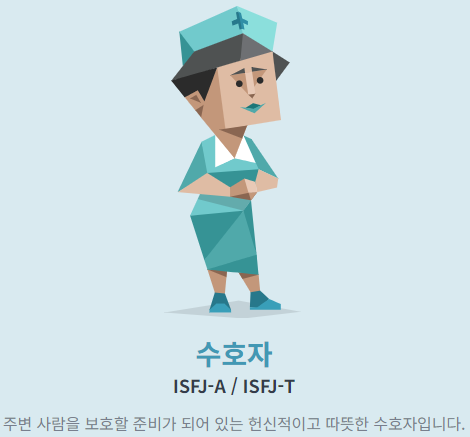 수호자
ISFJ-A / ISFJ-T
주변 사람을 보호할 준비가 되어 있는 헌신적이고 따뜻한 수호자입니다.